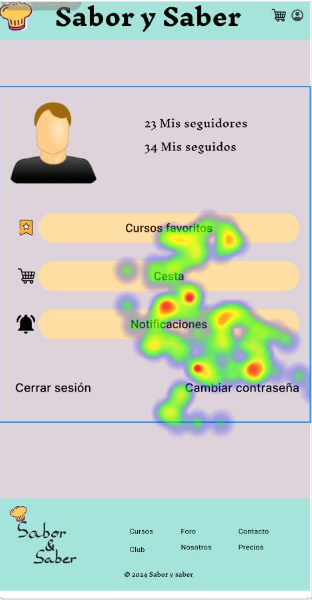 Sabor y Saber
23 Mis seguidores
34 Mis seguidos
Cursos favoritos
Cesta
Notificaciones
Cerrar sesión
Cambiar contraseña
Sabor
&
Saber
Cursos
Foro
Contacto
Club
Nosotros
Precios
© 2024 Sabor y saber